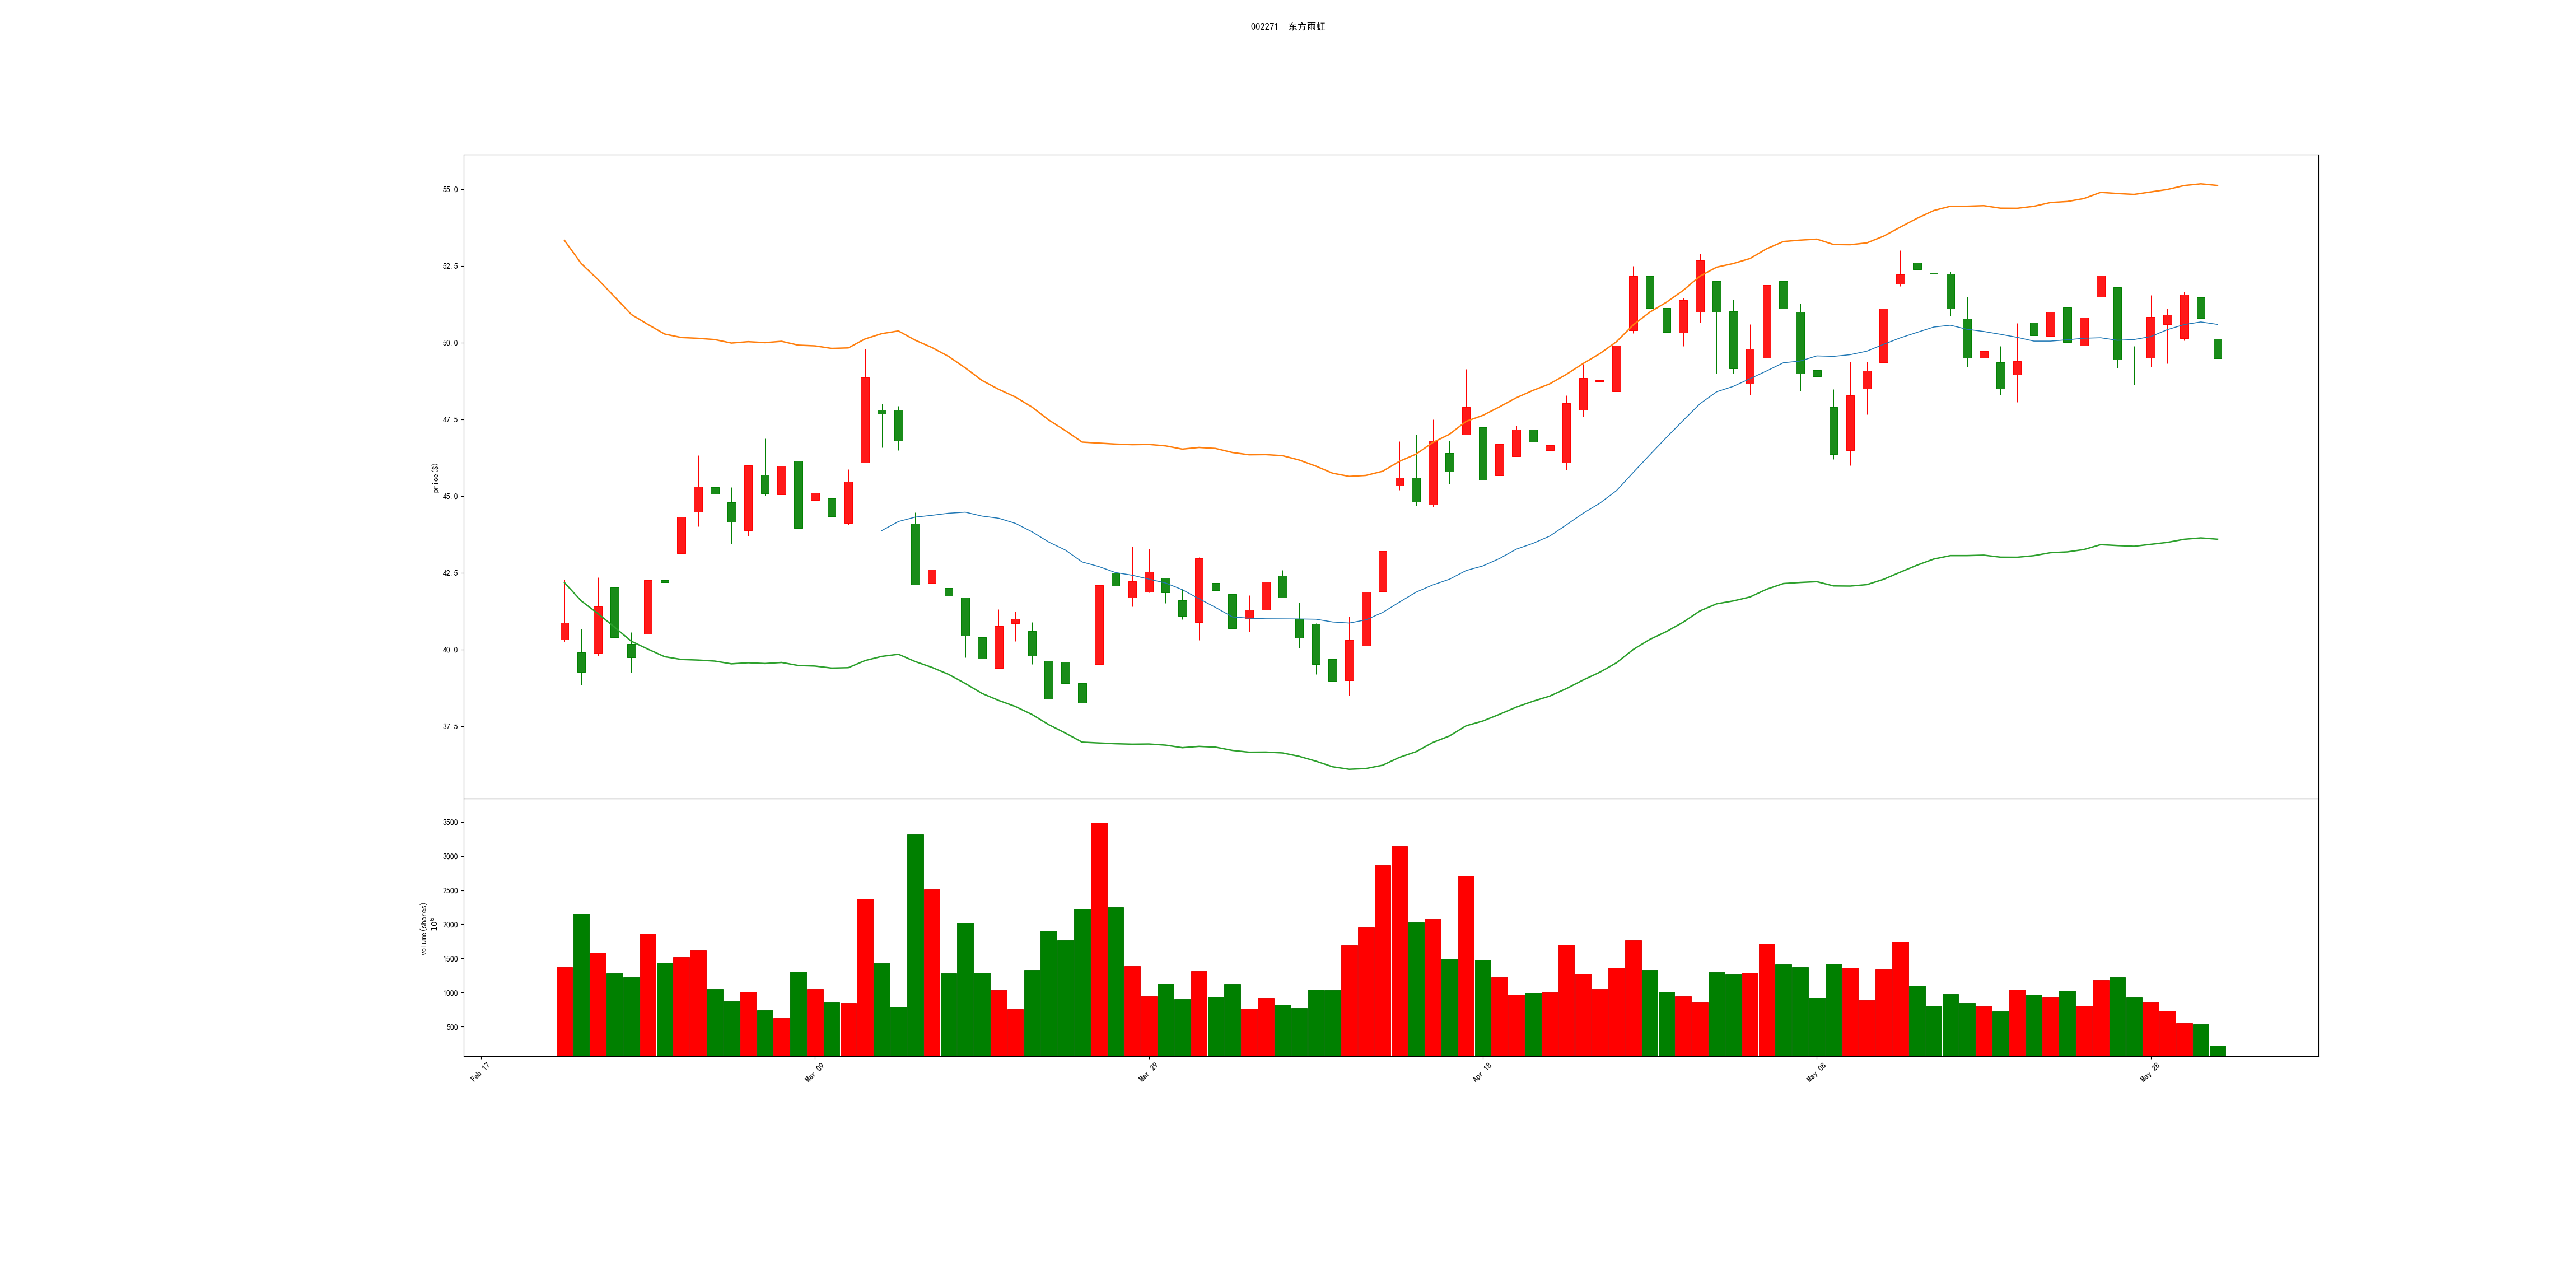 002271 东方雨虹
55.0
52.5
50.0
47.5
45.0
42.5
40.0
37.5
price($)
3500
3000
2500
2000
1500
1000
500
volume(shares)
10^6
Feb 17
Mar 09
Mar 29
Apr 18
May 08
May 28